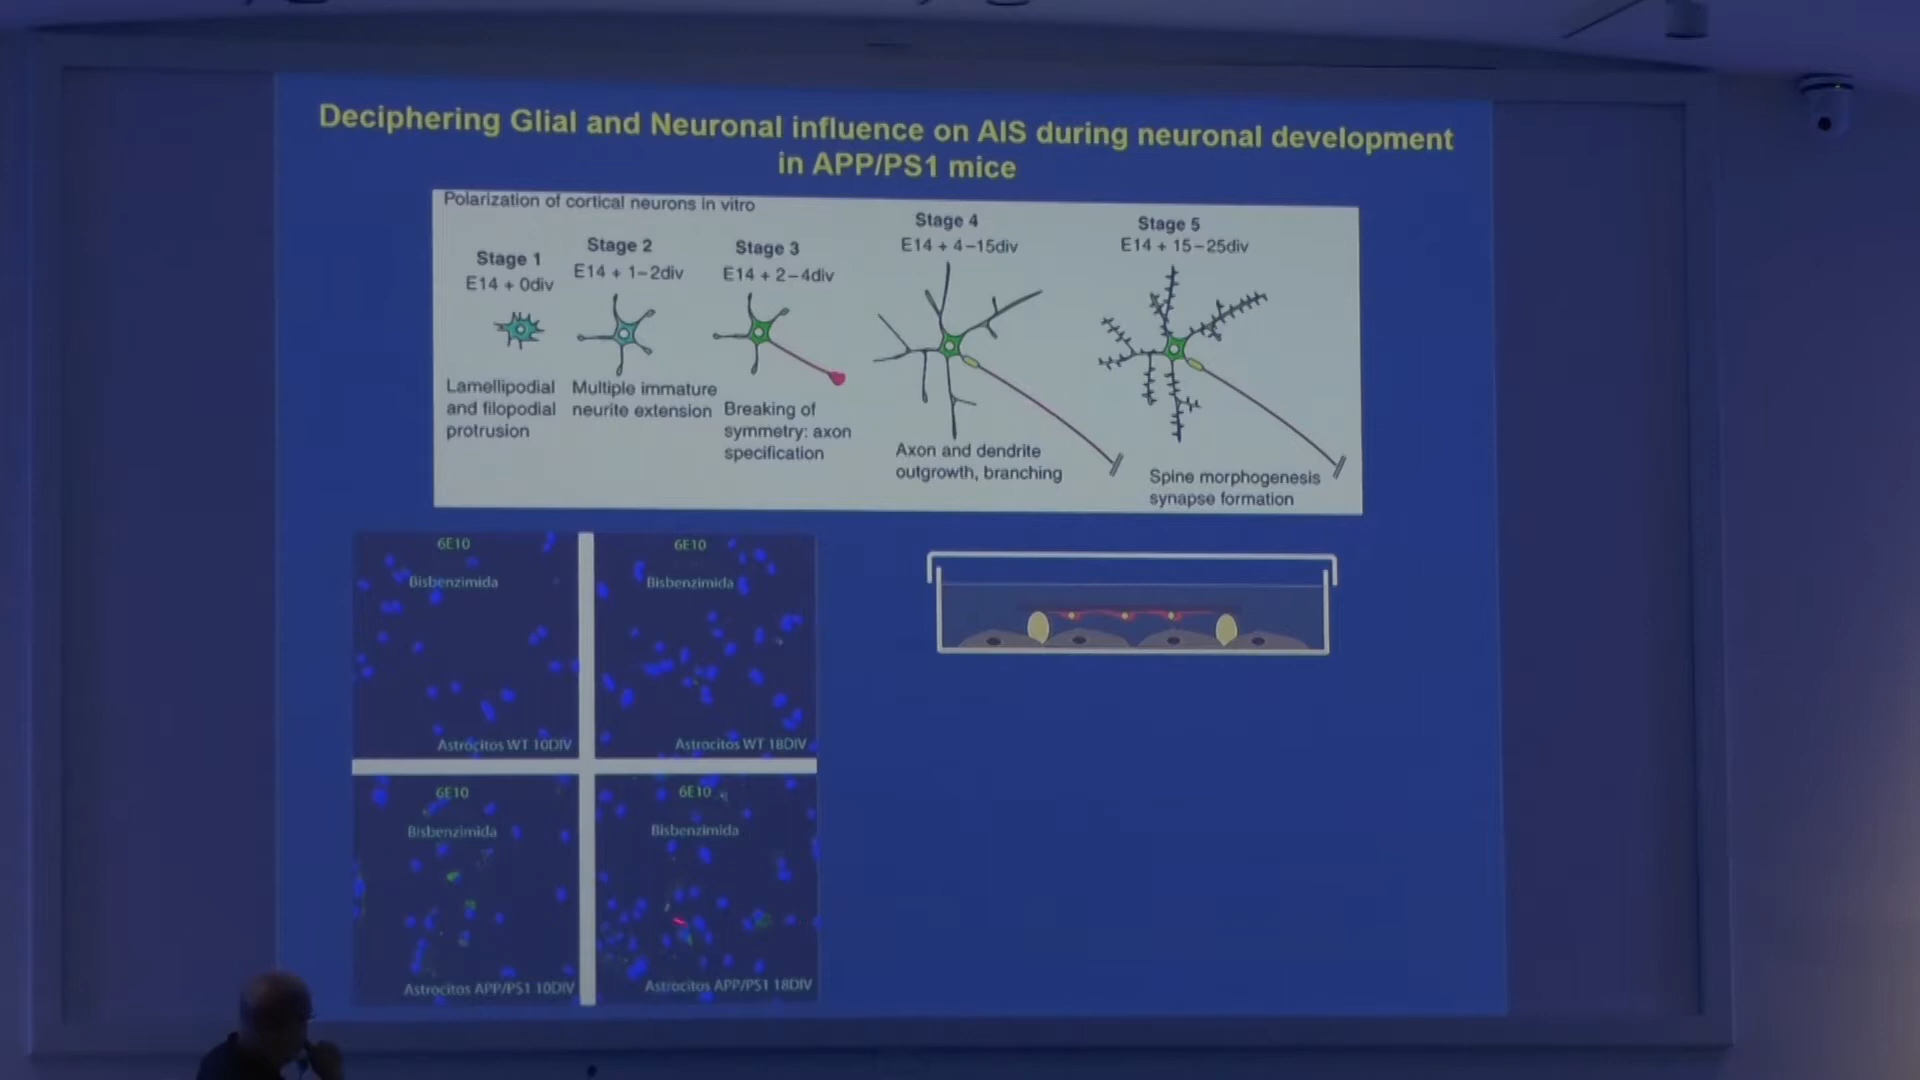 Deciphering Glial and Neuronal influence on AIS during neuronal development
in APP/PS1 mice
Polarization of cortical neurons in vitro
Stage 1
E14 + 0div
Lamellipodial
and filopodial
protrusion
Stage 2
E14 + 1-2div
Multiple immature
neurite extension
Stage 3
E14 + 2-4div
Breaking of
symmetry: axon
specification
Stage 4
E14 + 4-15div
Axon and dendrite
outgrowth, branching
Stage 5
E14 + 15-25div
Spine morphogenesis
synapse formation
6E10
Bisbenzimida
Astrocitos WT 10DIV
6E10
Bisbenzimida
Astrocitos WT 18DIV
6E10
Bisbenzimida
Astrocitos APP/PS1 10DIV
6E10
Bisbenzimida
Astrocitos APP/PS1 18DIV